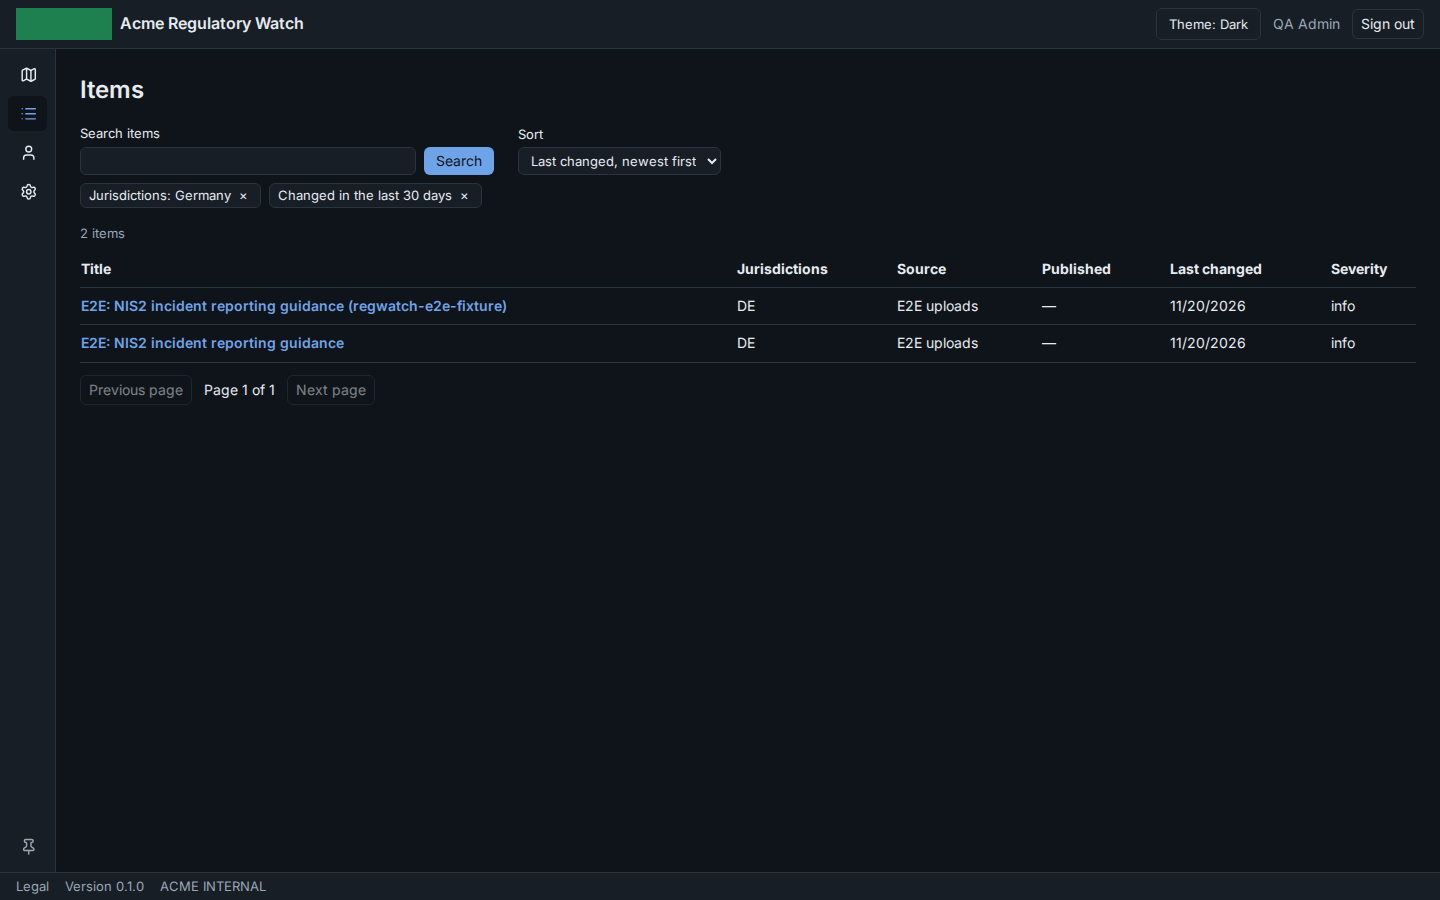 Acme Regulatory Watch
Theme: Dark
QA Admin
Sign out
Items
Search items
Search
Sort
Last changed, newest first
Jurisdictions: Germany ×
Changed in the last 30 days ×
2 items
Title Jurisdictions Source Published Last changed Severity
E2E: NIS2 incident reporting guidance (regwatch-e2e-fixture) DE E2E uploads — 11/20/2026 info
E2E: NIS2 incident reporting guidance DE E2E uploads — 11/20/2026 info
Previous page Page 1 of 1 Next page
Legal Version 0.1.0 ACME INTERNAL